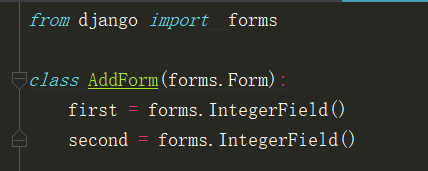 from django import forms
class AddForm(forms.Form):
first = forms.IntegerField()
second = forms.IntegerField()